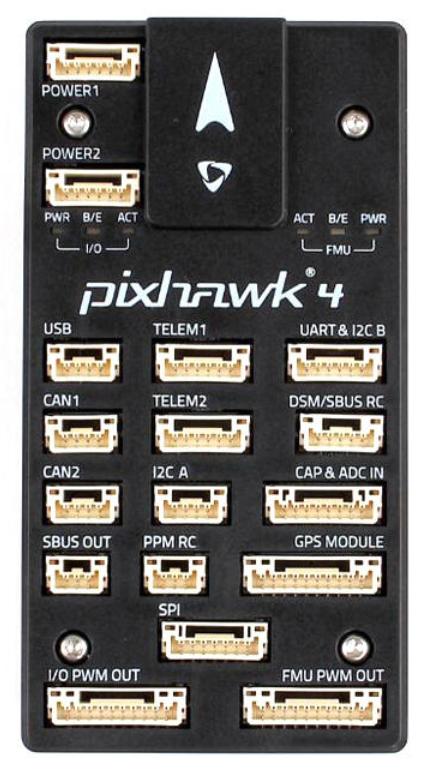 POWER1
POWER2
PWR B/E ACT
I/O
ACT B/E PWR
FMU
pixhawk® 4
USB TELEM1 UART & I2C B
CAN1 TELEM2 DSM/SBUS RC
CAN2 I2C A CAP & ADC IN
SBUS OUT PPM RC GPS MODULE
SPI
I/O PWM OUT FMU PWM OUT